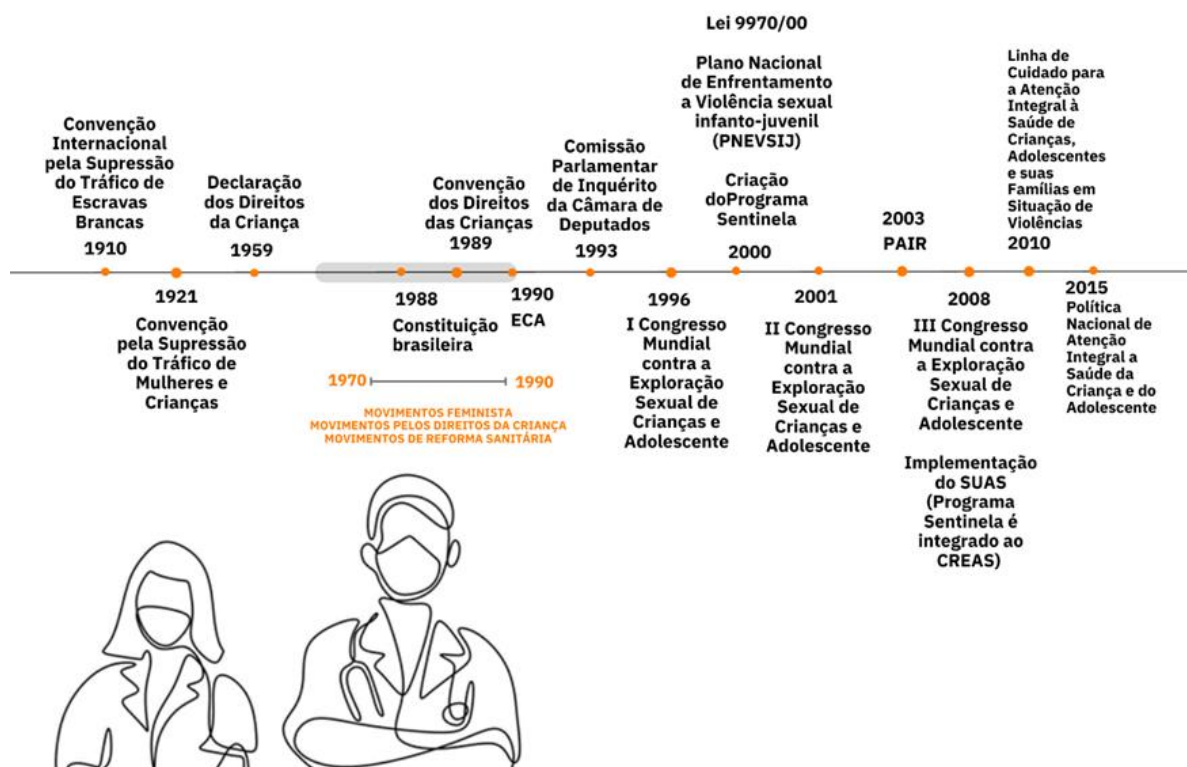 Convenção
Internacional
pela Supressão
do Tráfico de
Escravas
Brancas
1910
1921
Convenção
pela Supressão
do Tráfico de
Mulheres e
Crianças
Declaração
dos Direitos
da Criança
1959
1988
Constituição
brasileira
Convenção
dos Direitos
das Crianças
1989
1990
ECA
1970
1990
MOVIMENTOS FEMINISTA
MOVIMENTOS PELOS DIREITOS DA CRIANÇA
MOVIMENTOS DE REFORMA SANITÁRIA
Comissão
Parlamentar
de Inquérito
da Câmara de
Deputados
1993
1996
I Congresso
Mundial
contra a
Exploração
Sexual de
Crianças e
Adolescente
Lei 9970/00
Plano Nacional
de Enfrentamento
a Violência sexual
infanto-juvenil
(PNEVSIJ)
Criação
doPrograma
Sentinela
2000
2001
II Congresso
Mundial
contra a
Exploração
Sexual de
Crianças e
Adolescente
2003
PAIR
2008
III Congresso
Mundial contra
a Exploração
Sexual de
Crianças e
Adolescente
Implementação
do SUAS
(Programa
Sentinela é
integrado ao
CREAS)
Linha de
Cuidado para
a Atenção
Integral à
Saúde de
Crianças,
Adolescentes
e suas
Famílias em
Situação de
Violências
2010
2015
Política
Nacional de
Atenção
Integral a
Saúde da
Criança e do
Adolescente